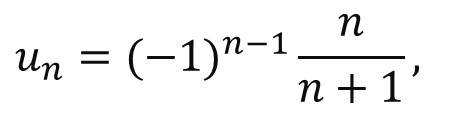 $u_n = (-1)^{n-1} \frac{n}{n+1},$